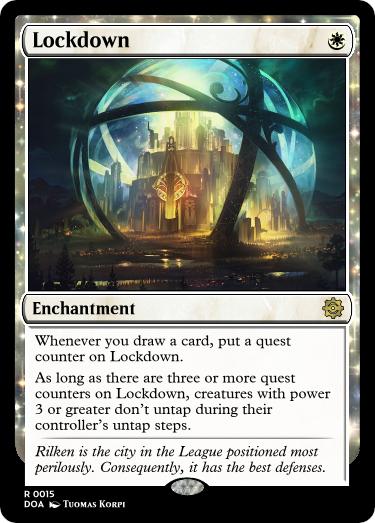 Lockdown
Enchantment
Whenever you draw a card, put a quest
counter on Lockdown.
As long as there are three or more quest
counters on Lockdown, creatures with power
3 or greater don't untap during their
controller's untap steps.
Rilken is the city in the League positioned most
perilously. Consequently, it has the best defenses.
R 0015
DOA Tuomas Korpi